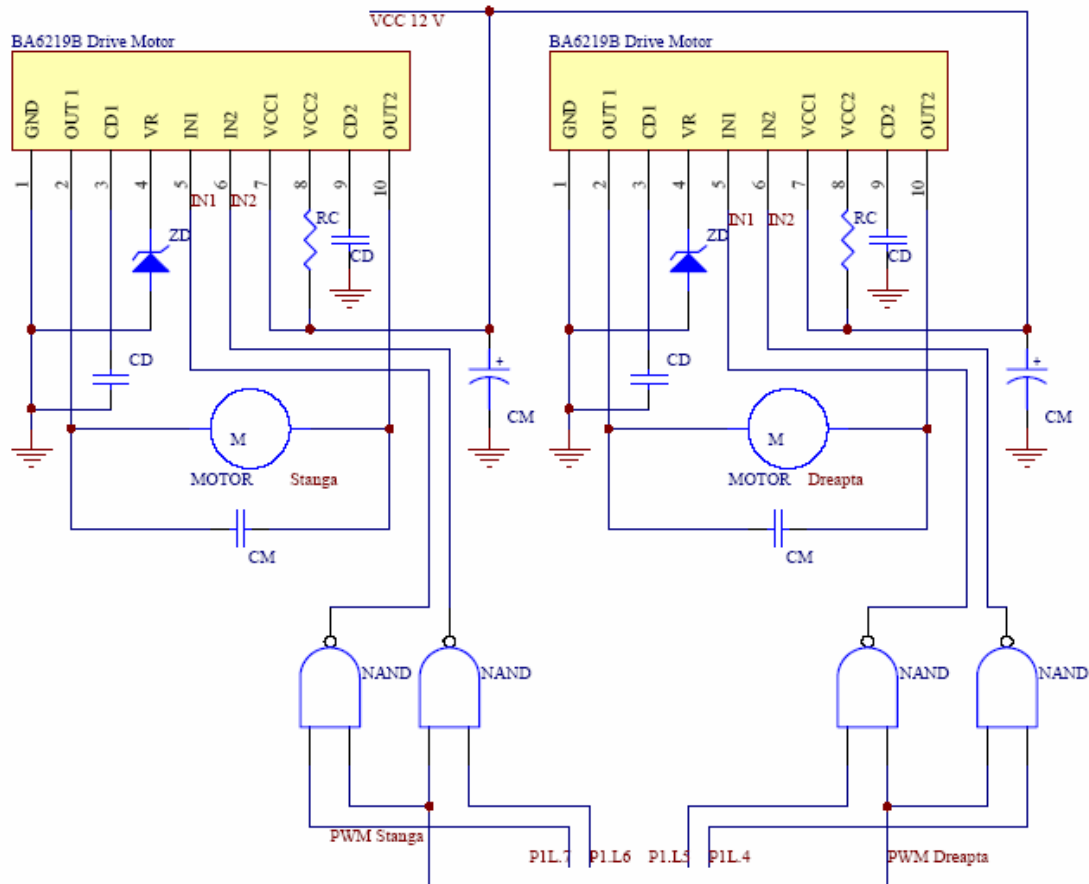 VCC 12 V
BA6219B Drive Motor
BA6219B Drive Motor
GND
OUT 1
CD1
VR
IN1
IN2
VCC1
VCC2
CD2
OUT2
GND
OUT 1
CD1
VR
IN1
IN2
VCC1
VCC2
CD2
OUT2
1
2
3
4
5
6
7
8
9
10
1
2
3
4
5
6
7
8
9
10
IN1
IN2
RC
IN1
IN2
RC
ZD
CD
ZD
CD
CD
+
CD
+
CM
CM
M
M
MOTOR
Stanga
MOTOR
Dreapta
CM
CM
NAND
NAND
NAND
NAND
PWM Stanga
P1L.7
P1.L6
P1.L5
P1L.4
PWM Dreapta